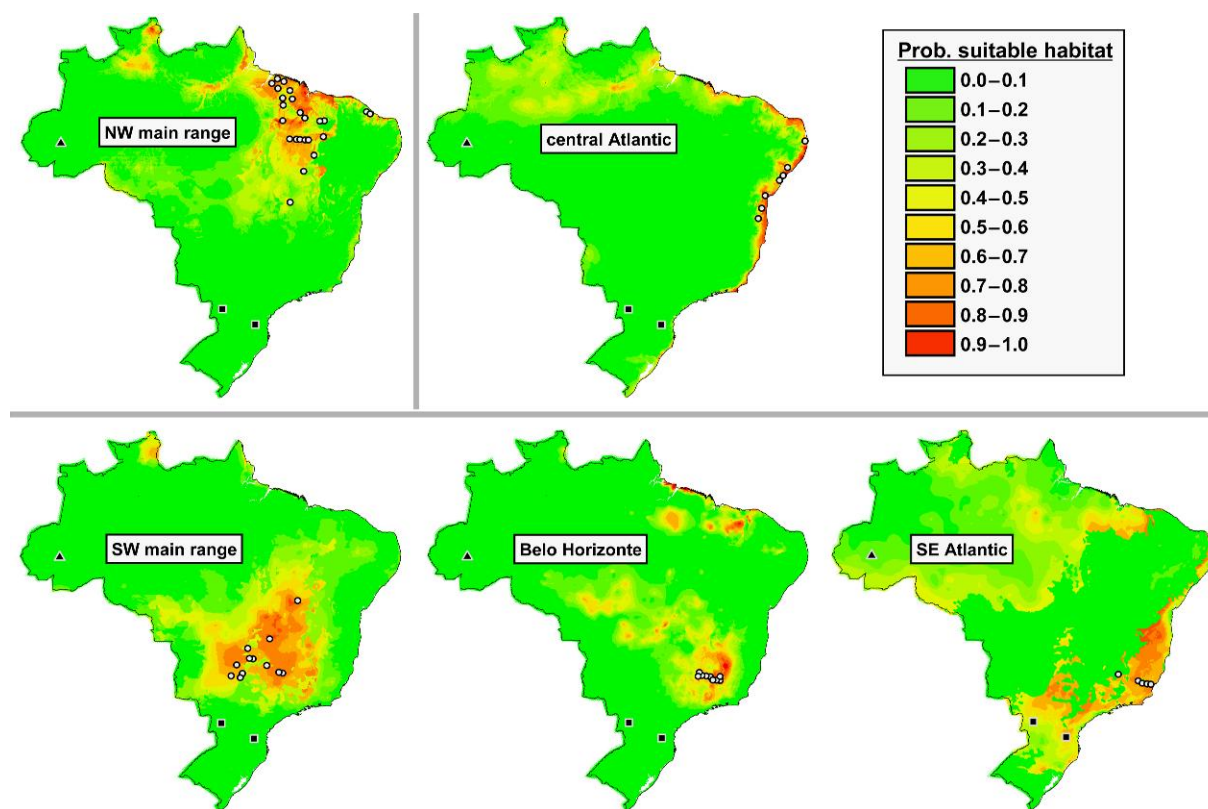 NW main range
central Atlantic
Prob. suitable habitat
0.0–0.1
0.1–0.2
0.2–0.3
0.3–0.4
0.4–0.5
0.5–0.6
0.6–0.7
0.7–0.8
0.8–0.9
0.9–1.0
SW main range
Belo Horizonte
SE Atlantic